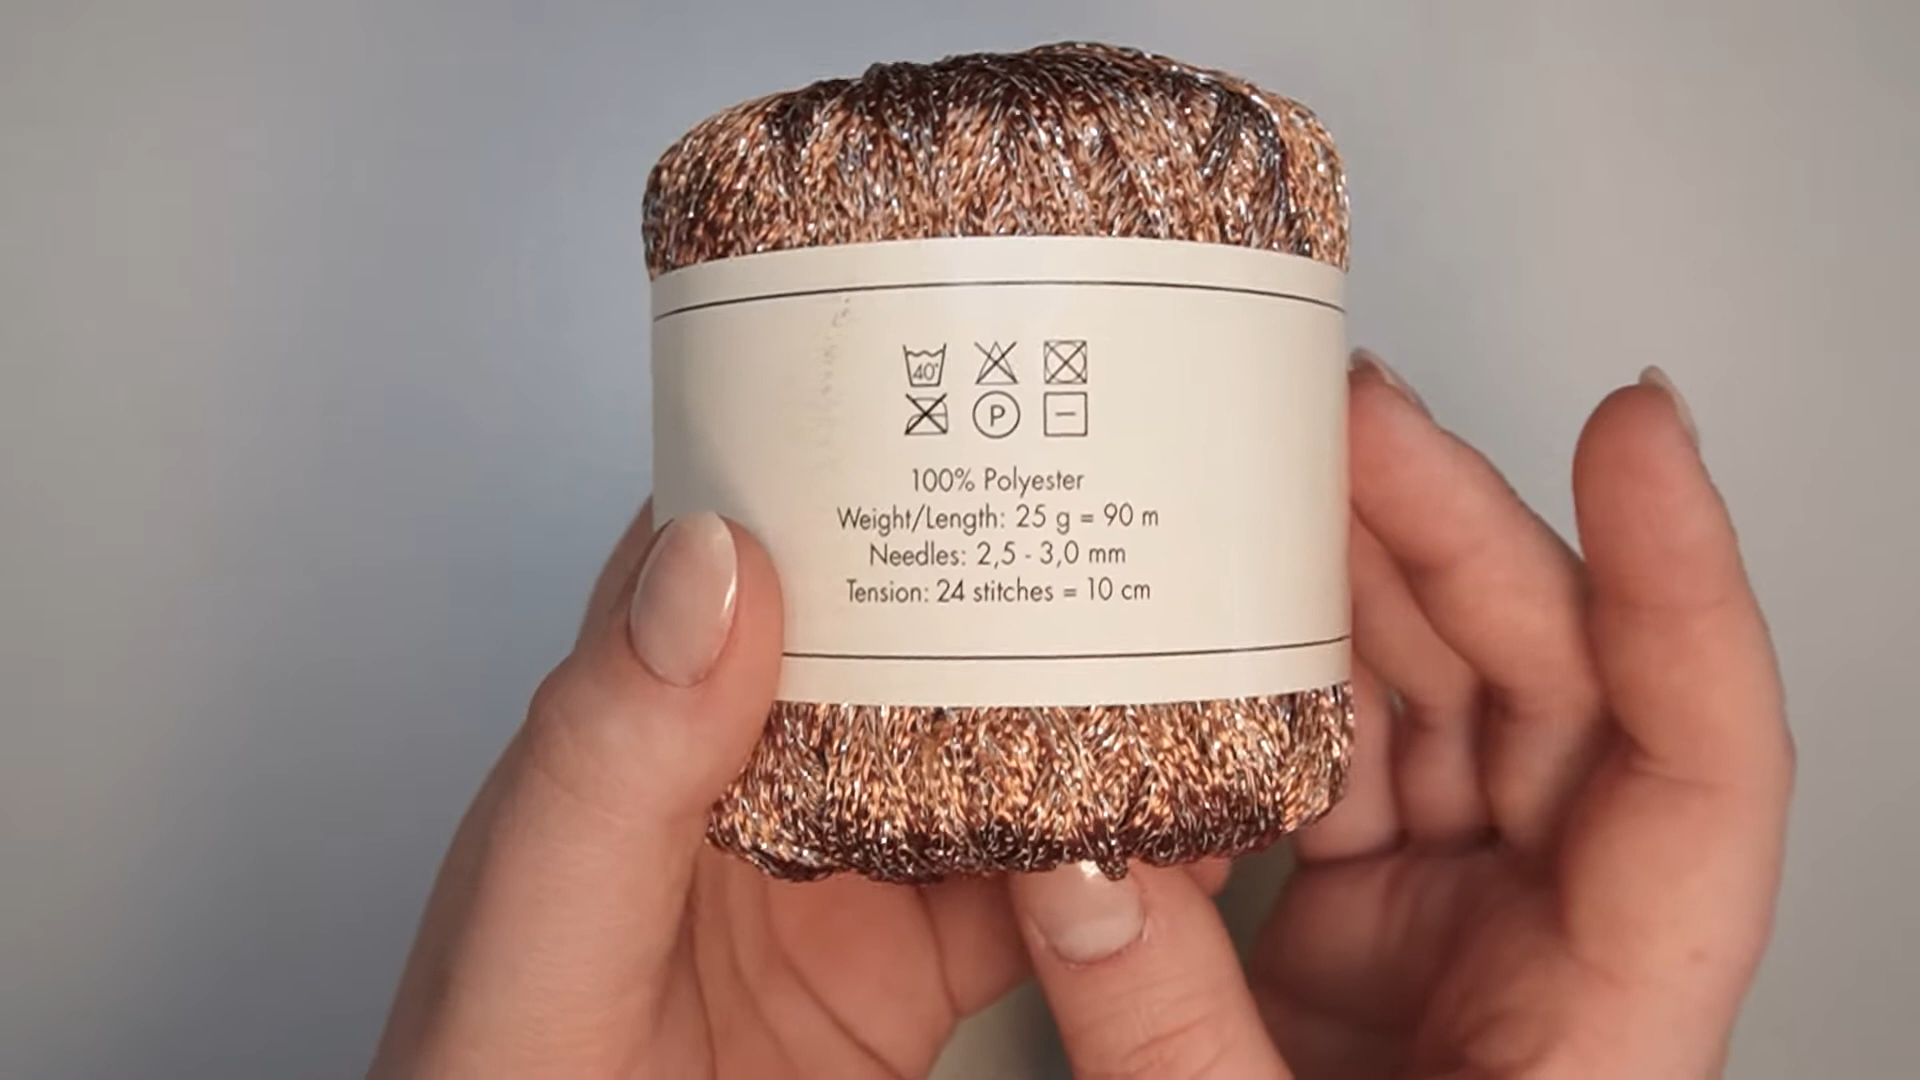 40°
P
100% Polyester
Weight/Length: 25 g = 90 m
Needles: 2,5 - 3,0 mm
Tension: 24 stitches = 10 cm